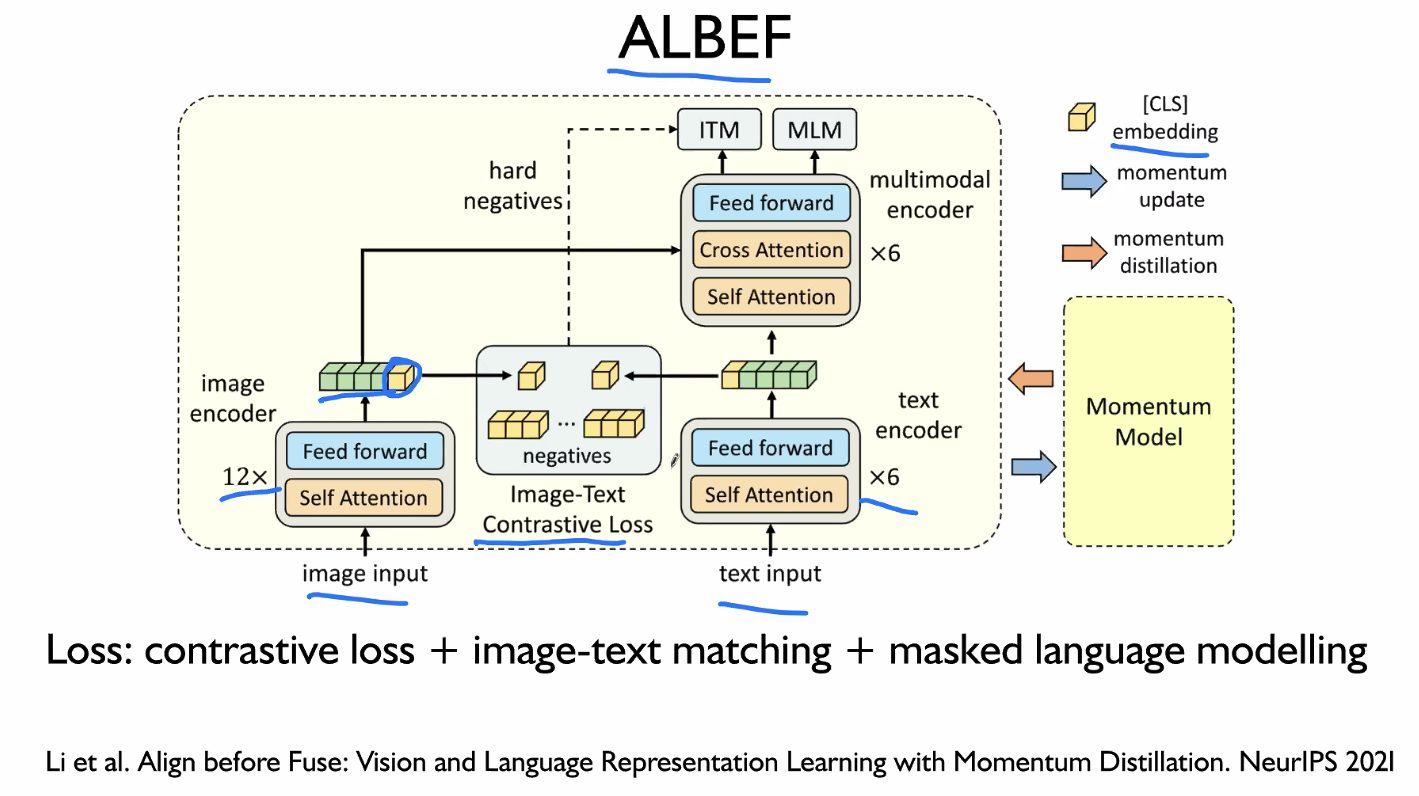 ALBEF
ITM
MLM
[CLS]
embedding
momentum
update
momentum
distillation
hard
negatives
Feed forward
Cross Attention
Self Attention
multimodal
encoder
×6
image
encoder
Feed forward
Self Attention
12×
negatives
...
Image-Text
Contrastive Loss
text
encoder
Feed forward
Self Attention
×6
Momentum
Model
image input
text input
Loss: contrastive loss + image-text matching + masked language modelling
Li et al. Align before Fuse: Vision and Language Representation Learning with Momentum Distillation. NeurIPS 2021